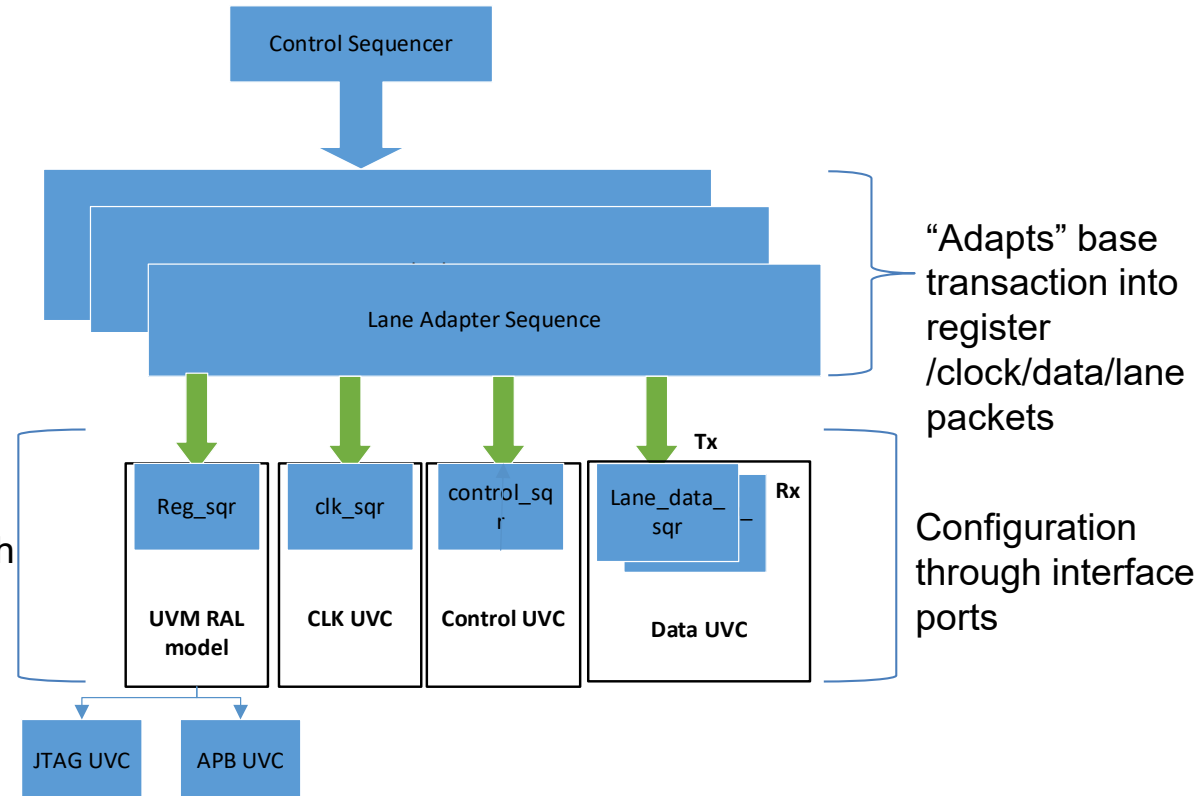 Control Sequencer
Lane Adapter Sequence
“Adapts” base
transaction into
register
/clock/data/lane
packets
Tx
Rx
Reg_sqr
clk_sqr
control_sq
r
Lane_data_
sqr
_
UVM RAL
model
CLK UVC
Control UVC
Data UVC
Configuration
through interface
ports
JTAG UVC
APB UVC